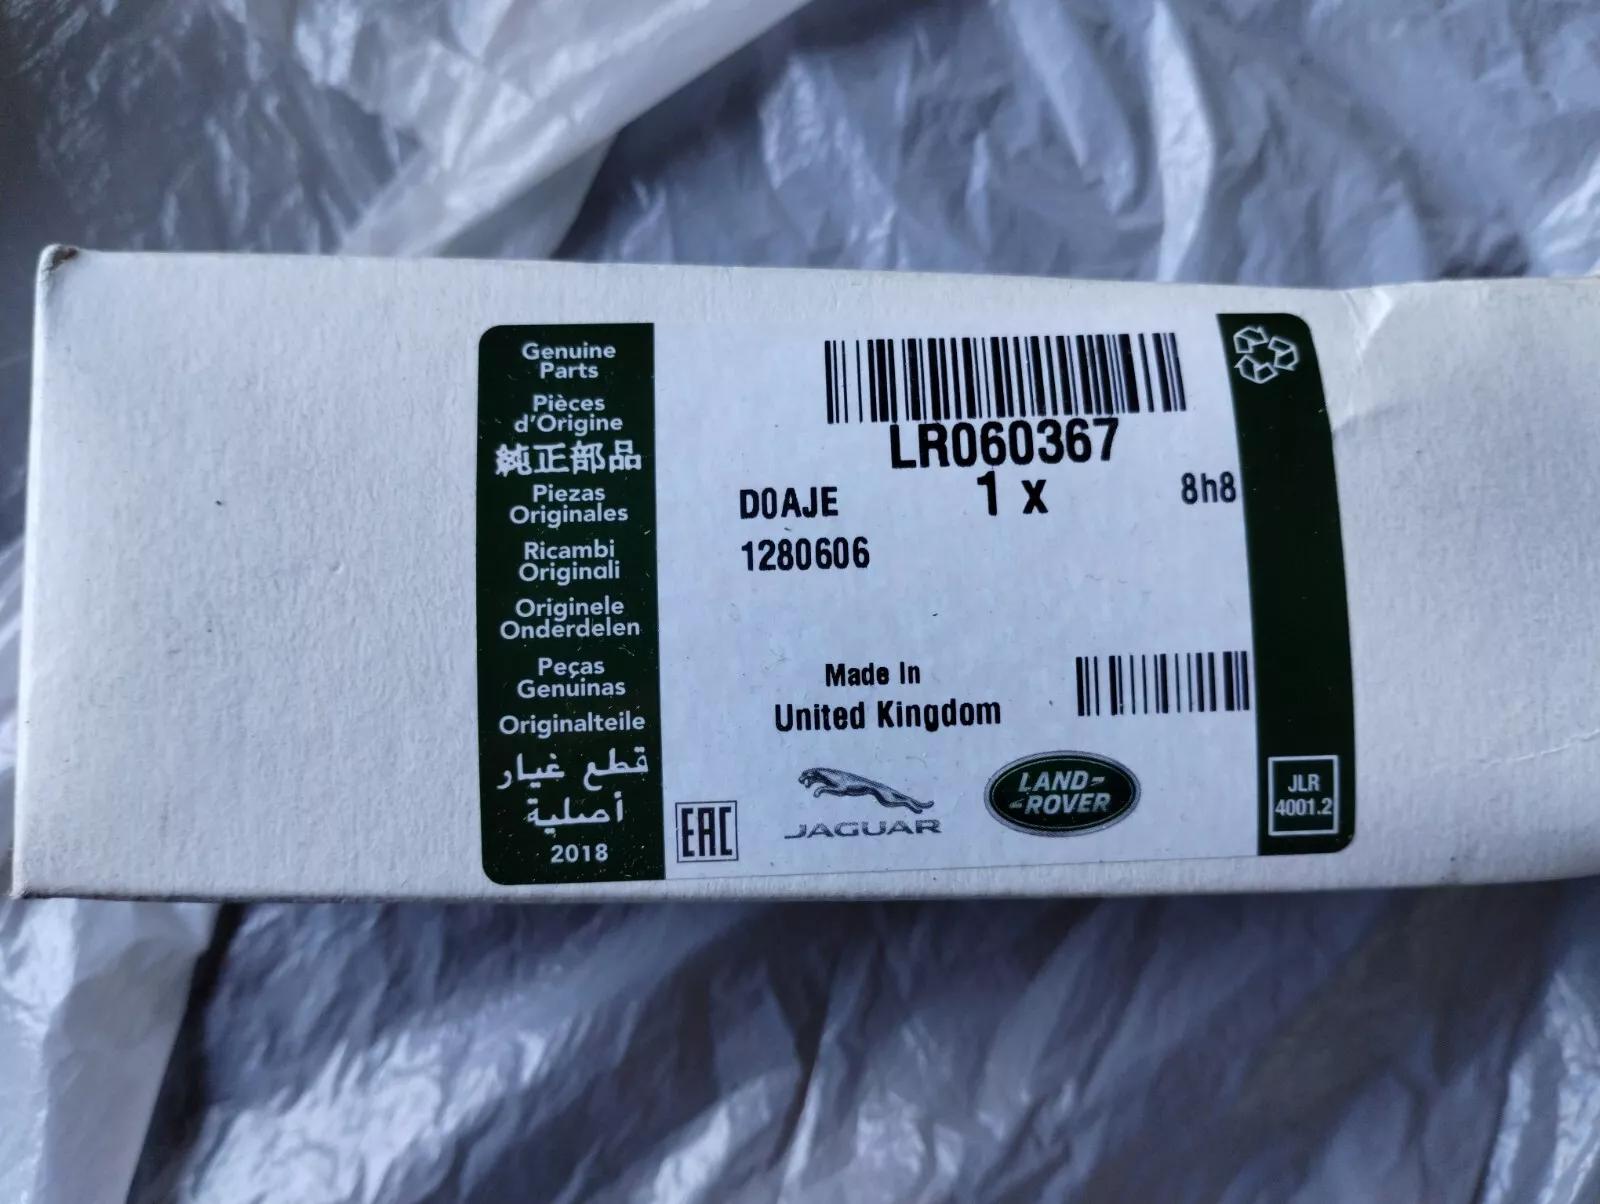 Genuine
Parts
Pièces
d'Origine
純正部品
Piezas
Originales
Ricambi
Originali
Originele
Onderdelen
Peças
Genuinas
Originalteile
قطع غيار
أصلية
2018
LR060367
1 x
D0AJE
8h8
1280606
Made In
United Kingdom
EAC
JAGUAR
LAND-
-ROVER
JLR
4001.2